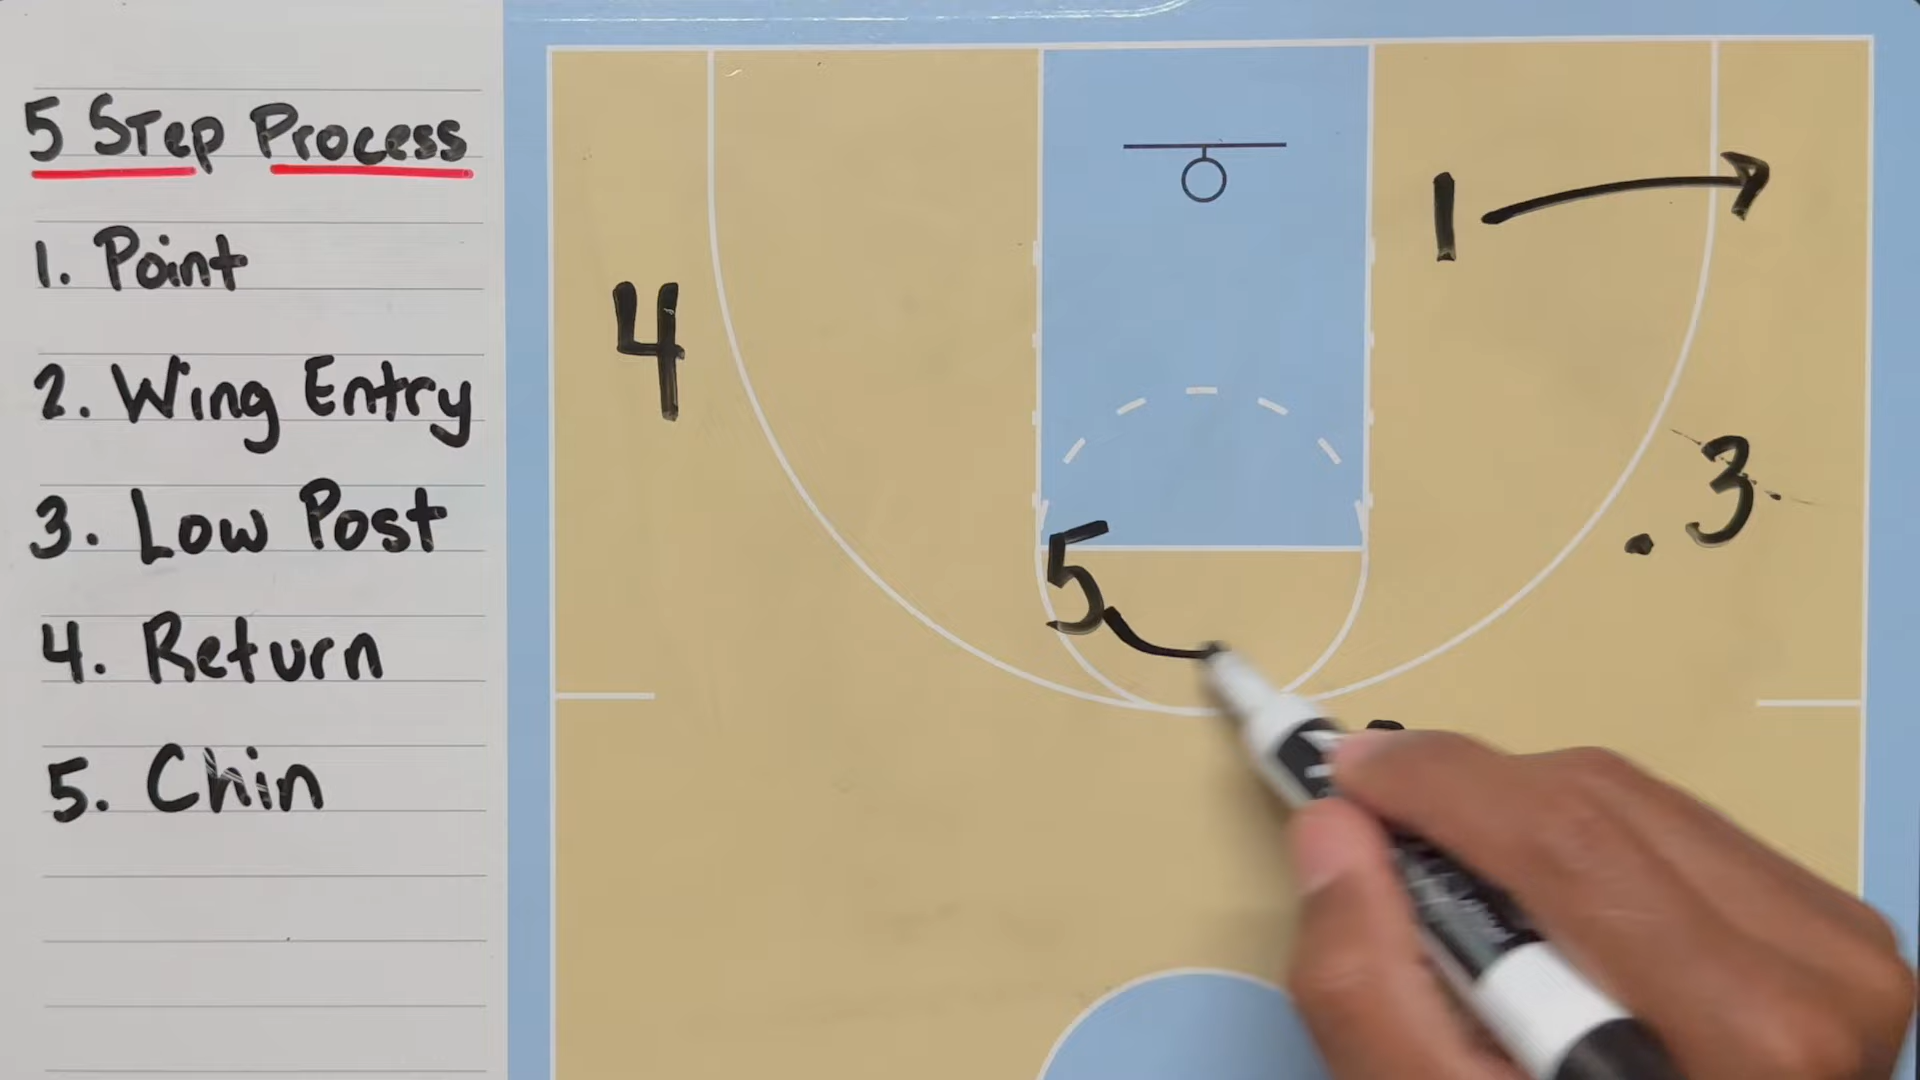 5 Step Process
1. Point
2. Wing Entry
3. Low Post
4. Return
5. Chin
1
4
3
5